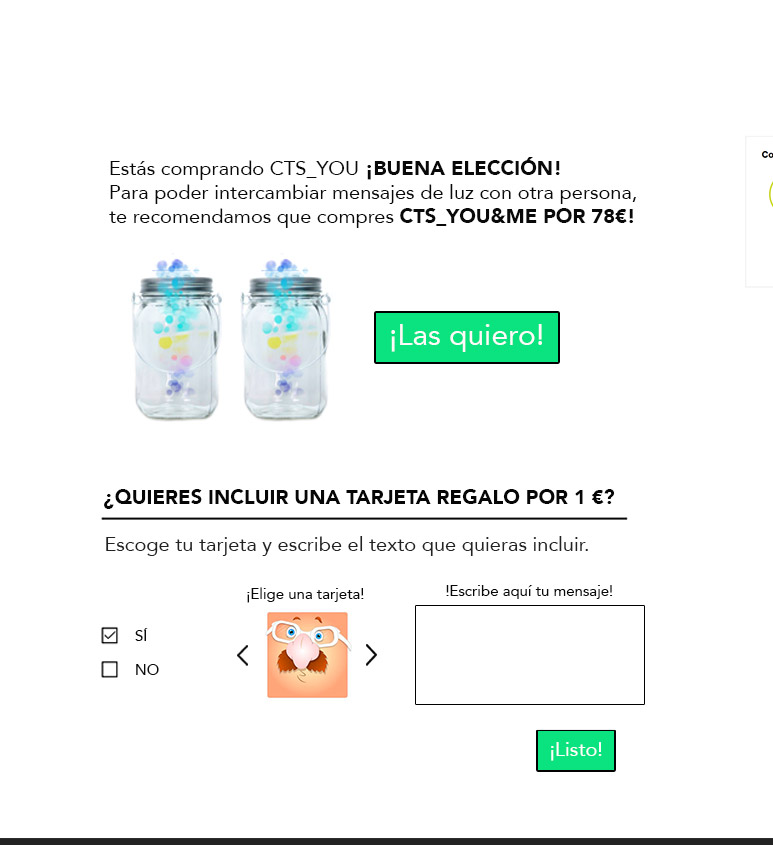 Estás comprando CTS_YOU ¡BUENA ELECCIÓN!
Para poder intercambiar mensajes de luz con otra persona,
te recomendamos que compres CTS_YOU&ME POR 78€!
¡Las quiero!
¿QUIERES INCLUIR UNA TARJETA REGALO POR 1 €?
Escoge tu tarjeta y escribe el texto que quieras incluir.
¡Elige una tarjeta!
!Escribe aquí tu mensaje!
SÍ
NO
¡Listo!